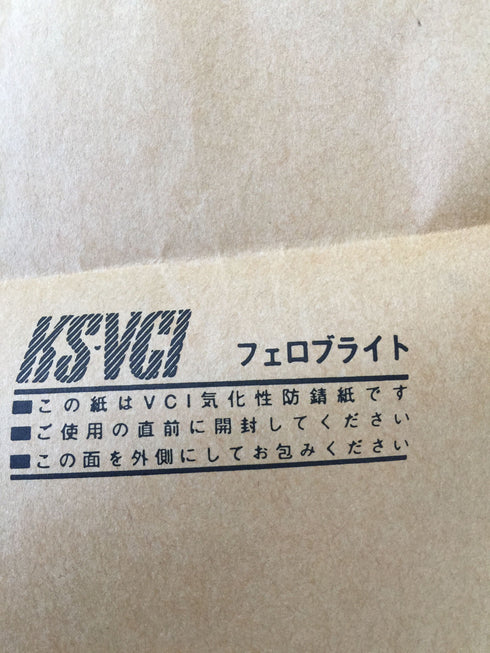 KS-VCI フェロブライト
■この紙はVCI気化性防錆紙です
■ご使用の直前に開封してください
■この面を外側にしてお包みください